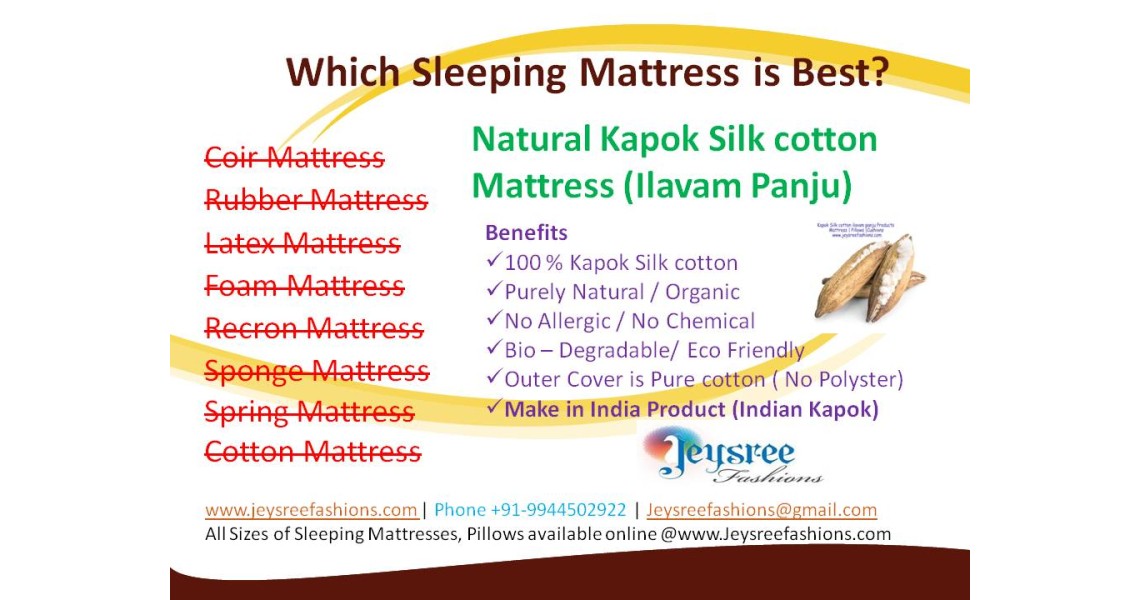 Which Sleeping Mattress is Best?
Coir Mattress
Rubber Mattress
Latex Mattress
Foam Mattress
Recron Mattress
Sponge Mattress
Spring Mattress
Cotton Mattress
Natural Kapok Silk cotton
Mattress (Ilavam Panju)
Benefits
✓100 % Kapok Silk cotton
✓Purely Natural / Organic
✓No Allergic / No Chemical
✓Bio – Degradable/ Eco Friendly
✓Outer Cover is Pure cotton ( No Polyster)
✓Make in India Product (Indian Kapok)
Kapok Silk cotton Ilavam panju Products
Mattress | Pillows |Cushions
www.jeysreefashions.com
Jeysree
Fashions
www.jeysreefashions.com | Phone +91-9944502922 | Jeysreefashions@gmail.com
All Sizes of Sleeping Mattresses, Pillows available online @www.Jeysreefashions.com